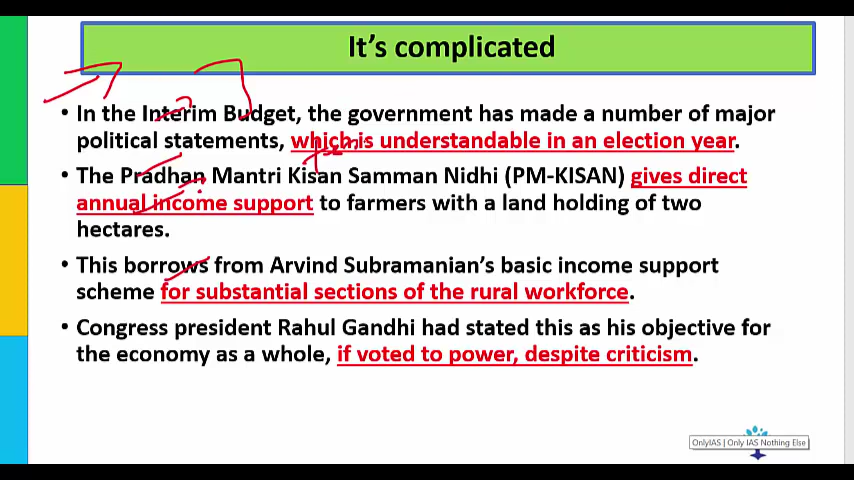 It's complicated
• In the Interim Budget, the government has made a number of major
political statements, which is understandable in an election year.
• The Pradhan Mantri Kisan Samman Nidhi (PM-KISAN) gives direct
annual income support to farmers with a land holding of two
hectares.
• This borrows from Arvind Subramanian's basic income support
scheme for substantial sections of the rural workforce.
• Congress president Rahul Gandhi had stated this as his objective for
the economy as a whole, if voted to power, despite criticism.
OnlyIAS | Only IAS Nothing Else